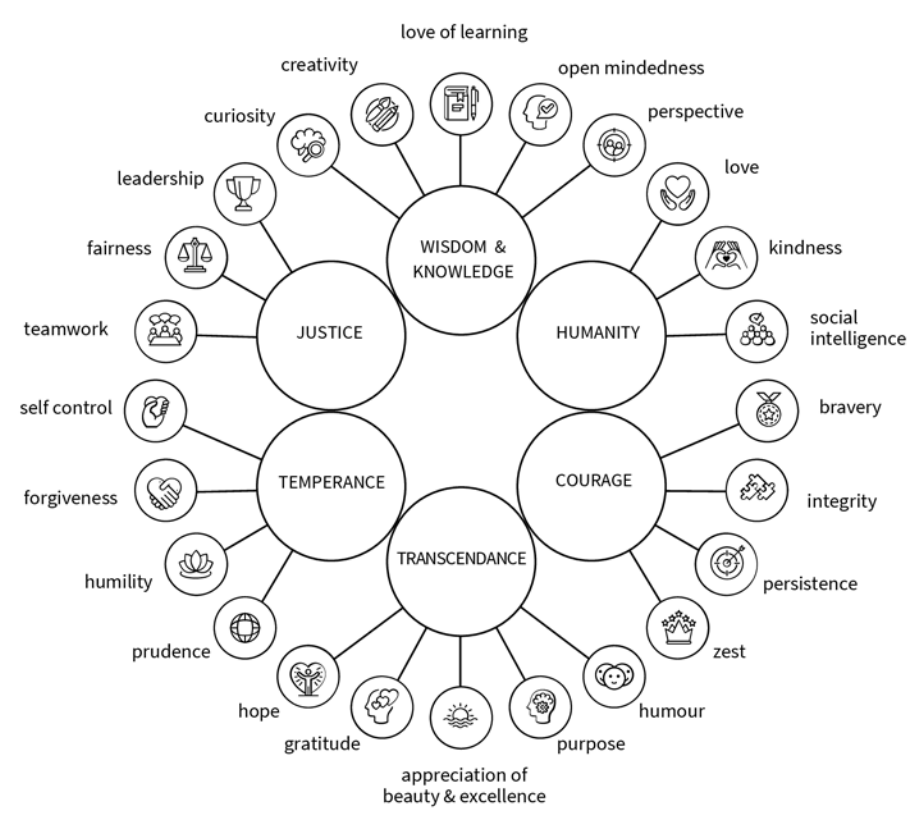 love of learning
creativity
open mindedness
curiosity
perspective
leadership
love
fairness
WISDOM &
KNOWLEDGE
kindness
teamwork
JUSTICE
HUMANITY
social
intelligence
self control
bravery
TEMPERANCE
COURAGE
forgiveness
integrity
TRANSCENDANCE
humility
persistence
prudence
zest
hope
humour
gratitude
purpose
appreciation of
beauty & excellence